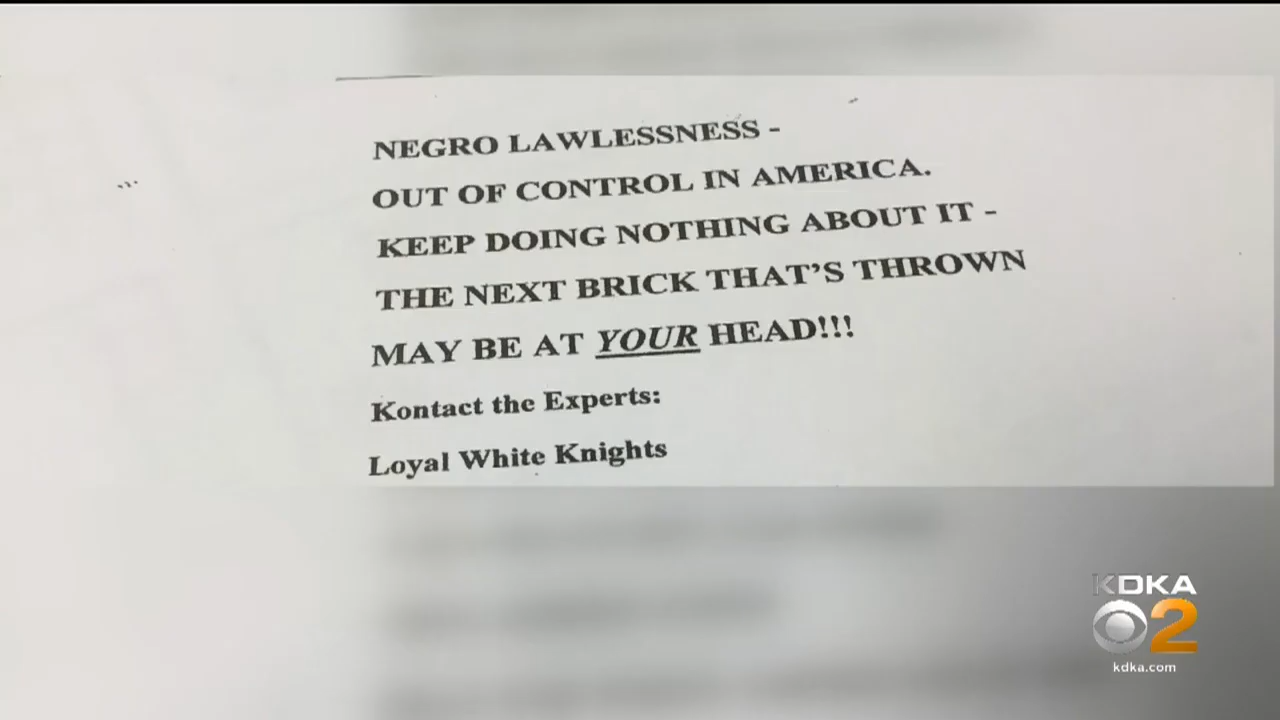 NEGRO LAWLESSNESS -
OUT OF CONTROL IN AMERICA.
KEEP DOING NOTHING ABOUT IT -
THE NEXT BRICK THAT'S THROWN
MAY BE AT YOUR HEAD!!!
Kontact the Experts:
Loyal White Knights
KDKA
2
kdka.com